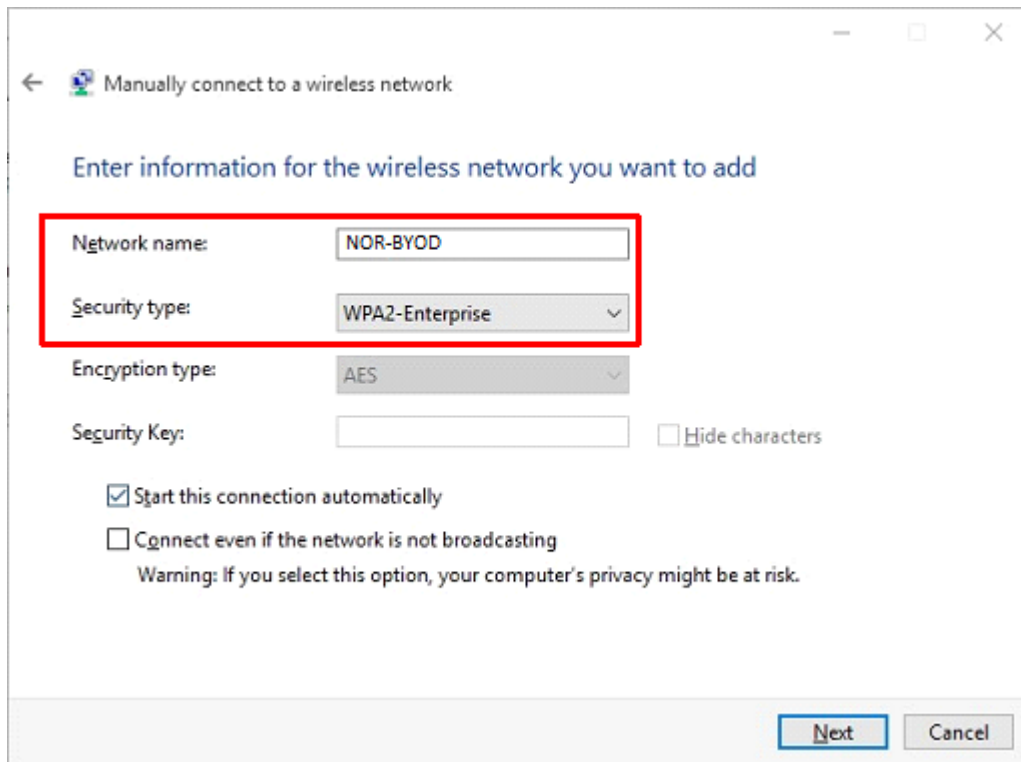 Manually connect to a wireless network
Enter information for the wireless network you want to add
Network name: NOR-BYOD
Security type: WPA2-Enterprise
Encryption type: AES
Security Key: Hide characters
Start this connection automatically
Connect even if the network is not broadcasting
Warning: If you select this option, your computer's privacy might be at risk.
Next Cancel